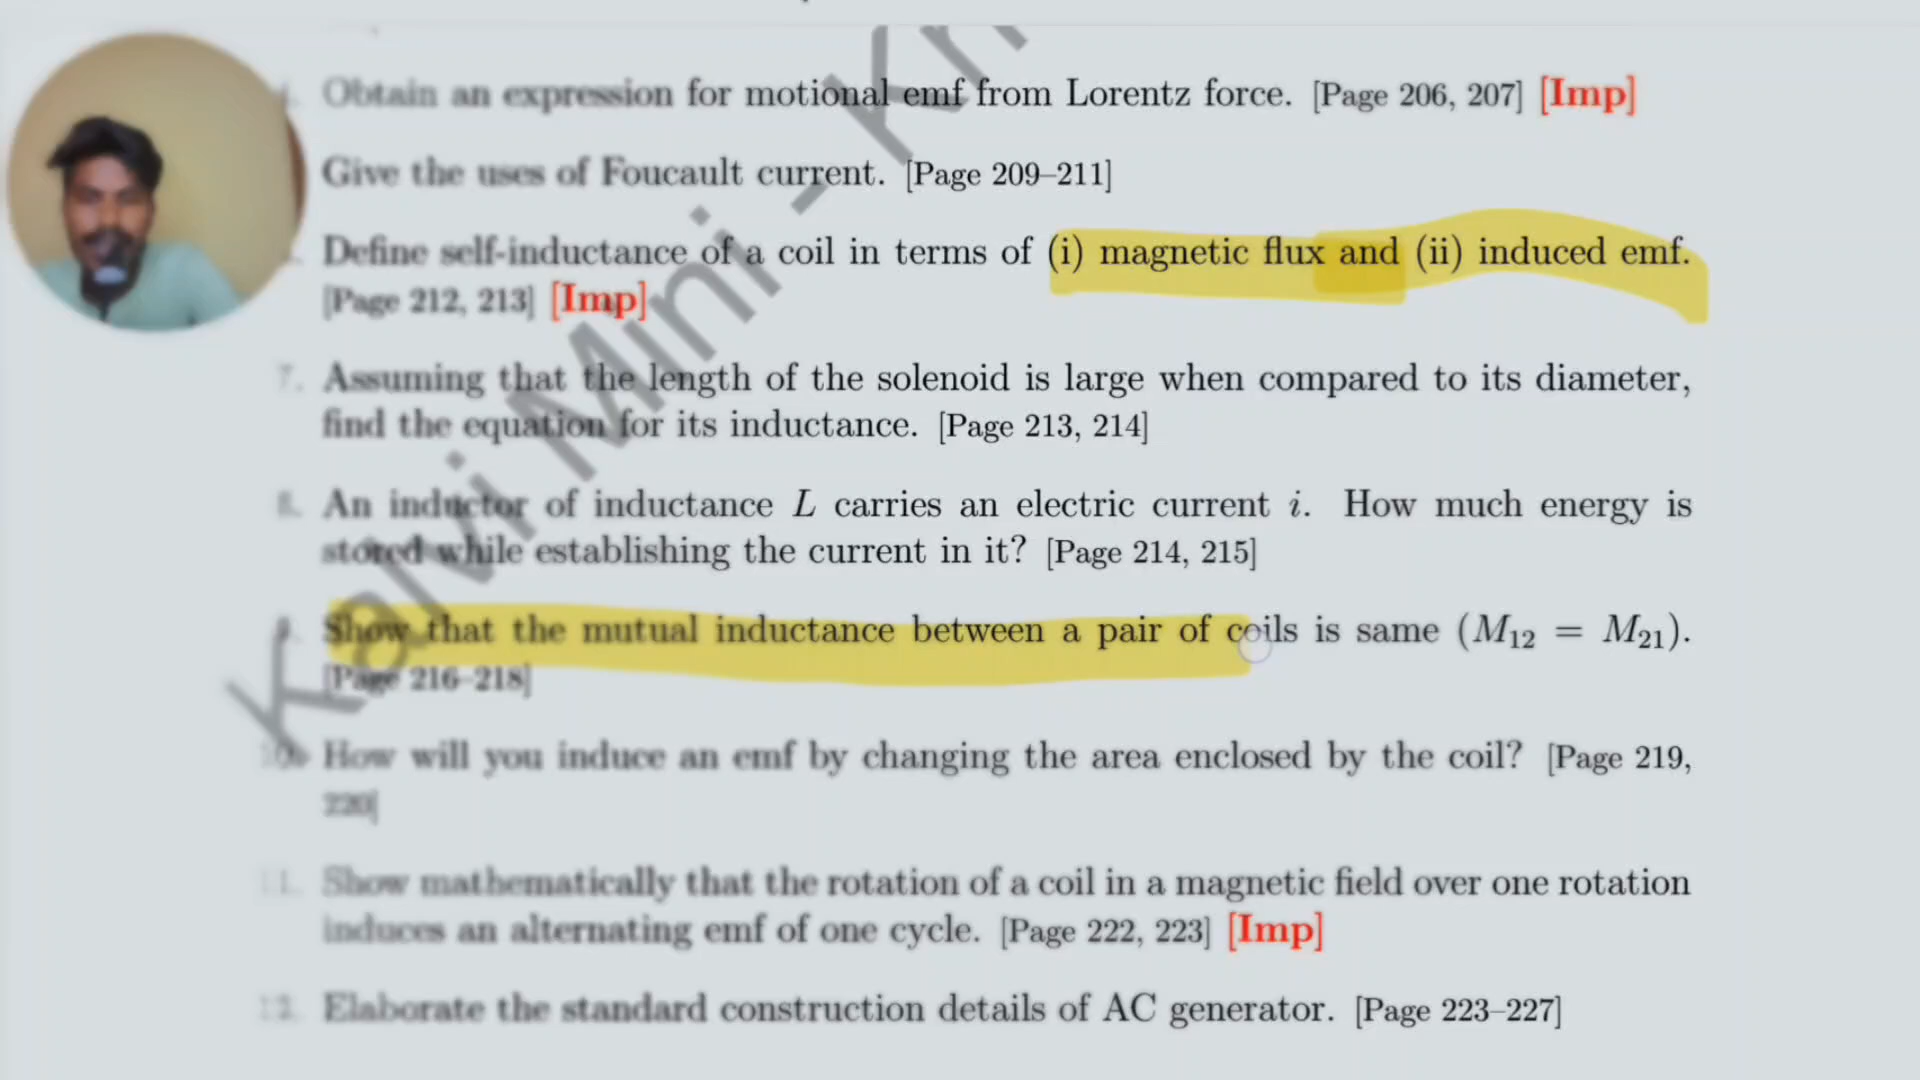 Obtain an expression for motional emf from Lorentz force. [Page 206, 207] [Imp]
Give the uses of Foucault current. [Page 209–211]
Define self-inductance of a coil in terms of (i) magnetic flux and (ii) induced emf.
[Page 212, 213] [Imp]
7. Assuming that the length of the solenoid is large when compared to its diameter,
find the equation for its inductance. [Page 213, 214]
8. An inductor of inductance L carries an electric current i. How much energy is
stored while establishing the current in it? [Page 214, 215]
9. Show that the mutual inductance between a pair of coils is same (M₁₂ = M₂₁).
[Page 216–218]
10. How will you induce an emf by changing the area enclosed by the coil? [Page 219,
220]
11. Show mathematically that the rotation of a coil in a magnetic field over one rotation
induces an alternating emf of one cycle. [Page 222, 223] [Imp]
12. Elaborate the standard construction details of AC generator. [Page 223–227]
Kalvi Mini -